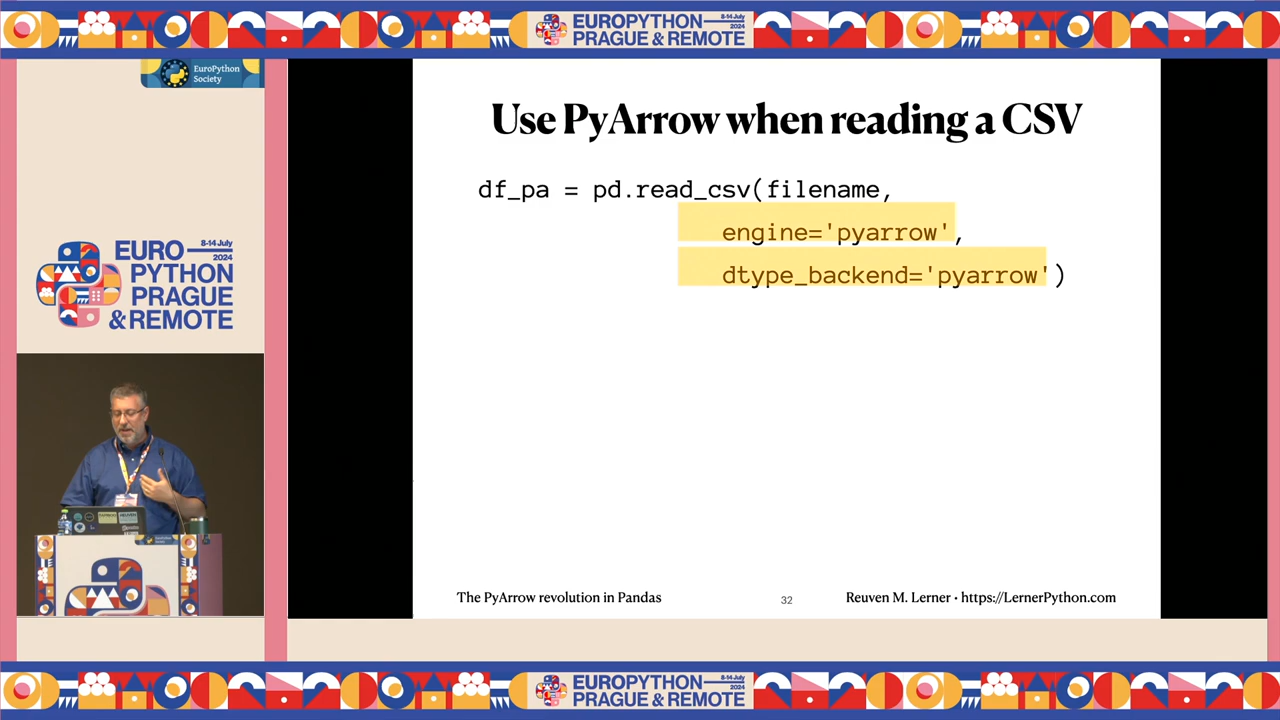 EUROPYTHON
8-14 July
2024
PRAGUE & REMOTE
EuroPython
Society
EURO
8-14 July
2024
PYTHON
PRAGUE
& REMOTE
Use PyArrow when reading a CSV
df_pa = pd.read_csv(filename,
engine='pyarrow',
dtype_backend='pyarrow')
The PyArrow revolution in Pandas
32
Reuven M. Lerner • https://LernerPython.com
EUROPYTHON
8-14 July
2024
PRAGUE & REMOTE